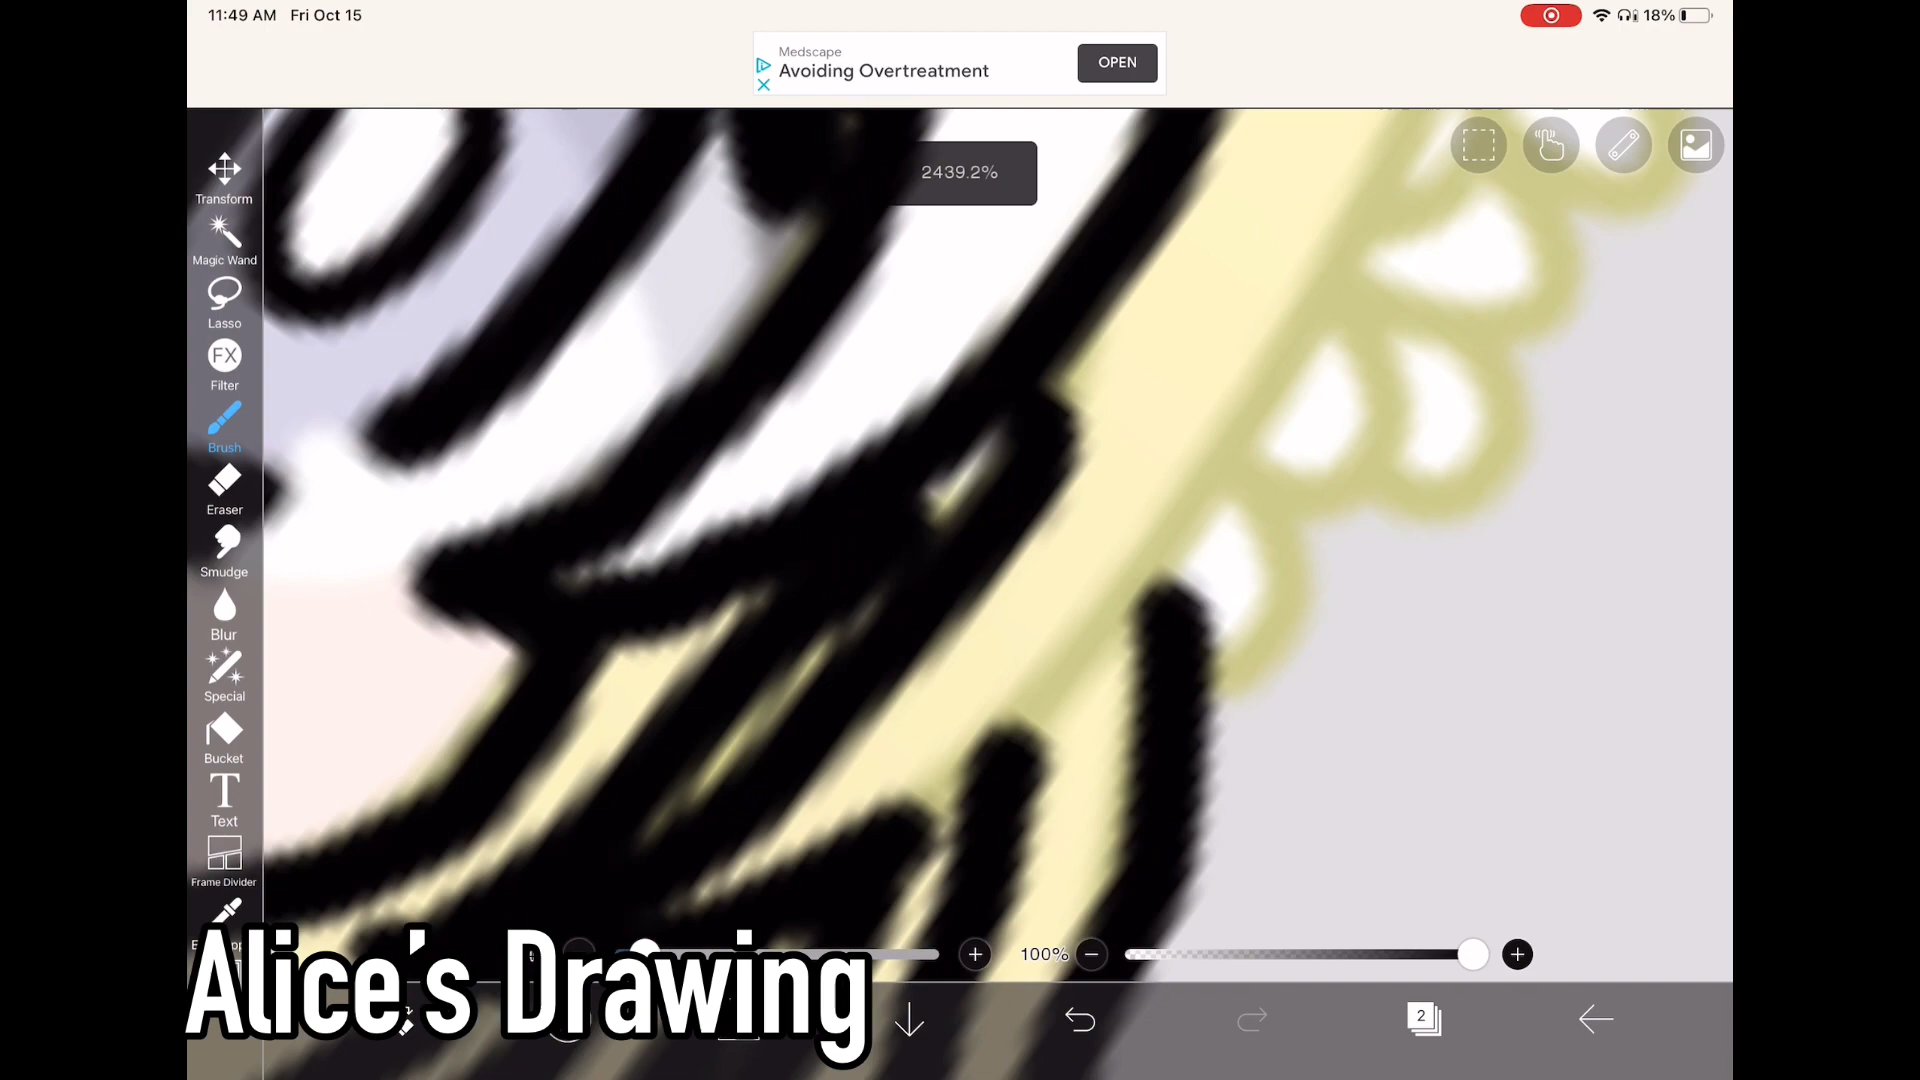 11:49 AM Fri Oct 15
18%
Medscape
Avoiding Overtreatment
OPEN
2439.2%
Transform
Magic Wand
Lasso
FX
Filter
Brush
Eraser
Smudge
Blur
Special
Bucket
T
Text
Frame Divider
100%
Alice's Drawing
2